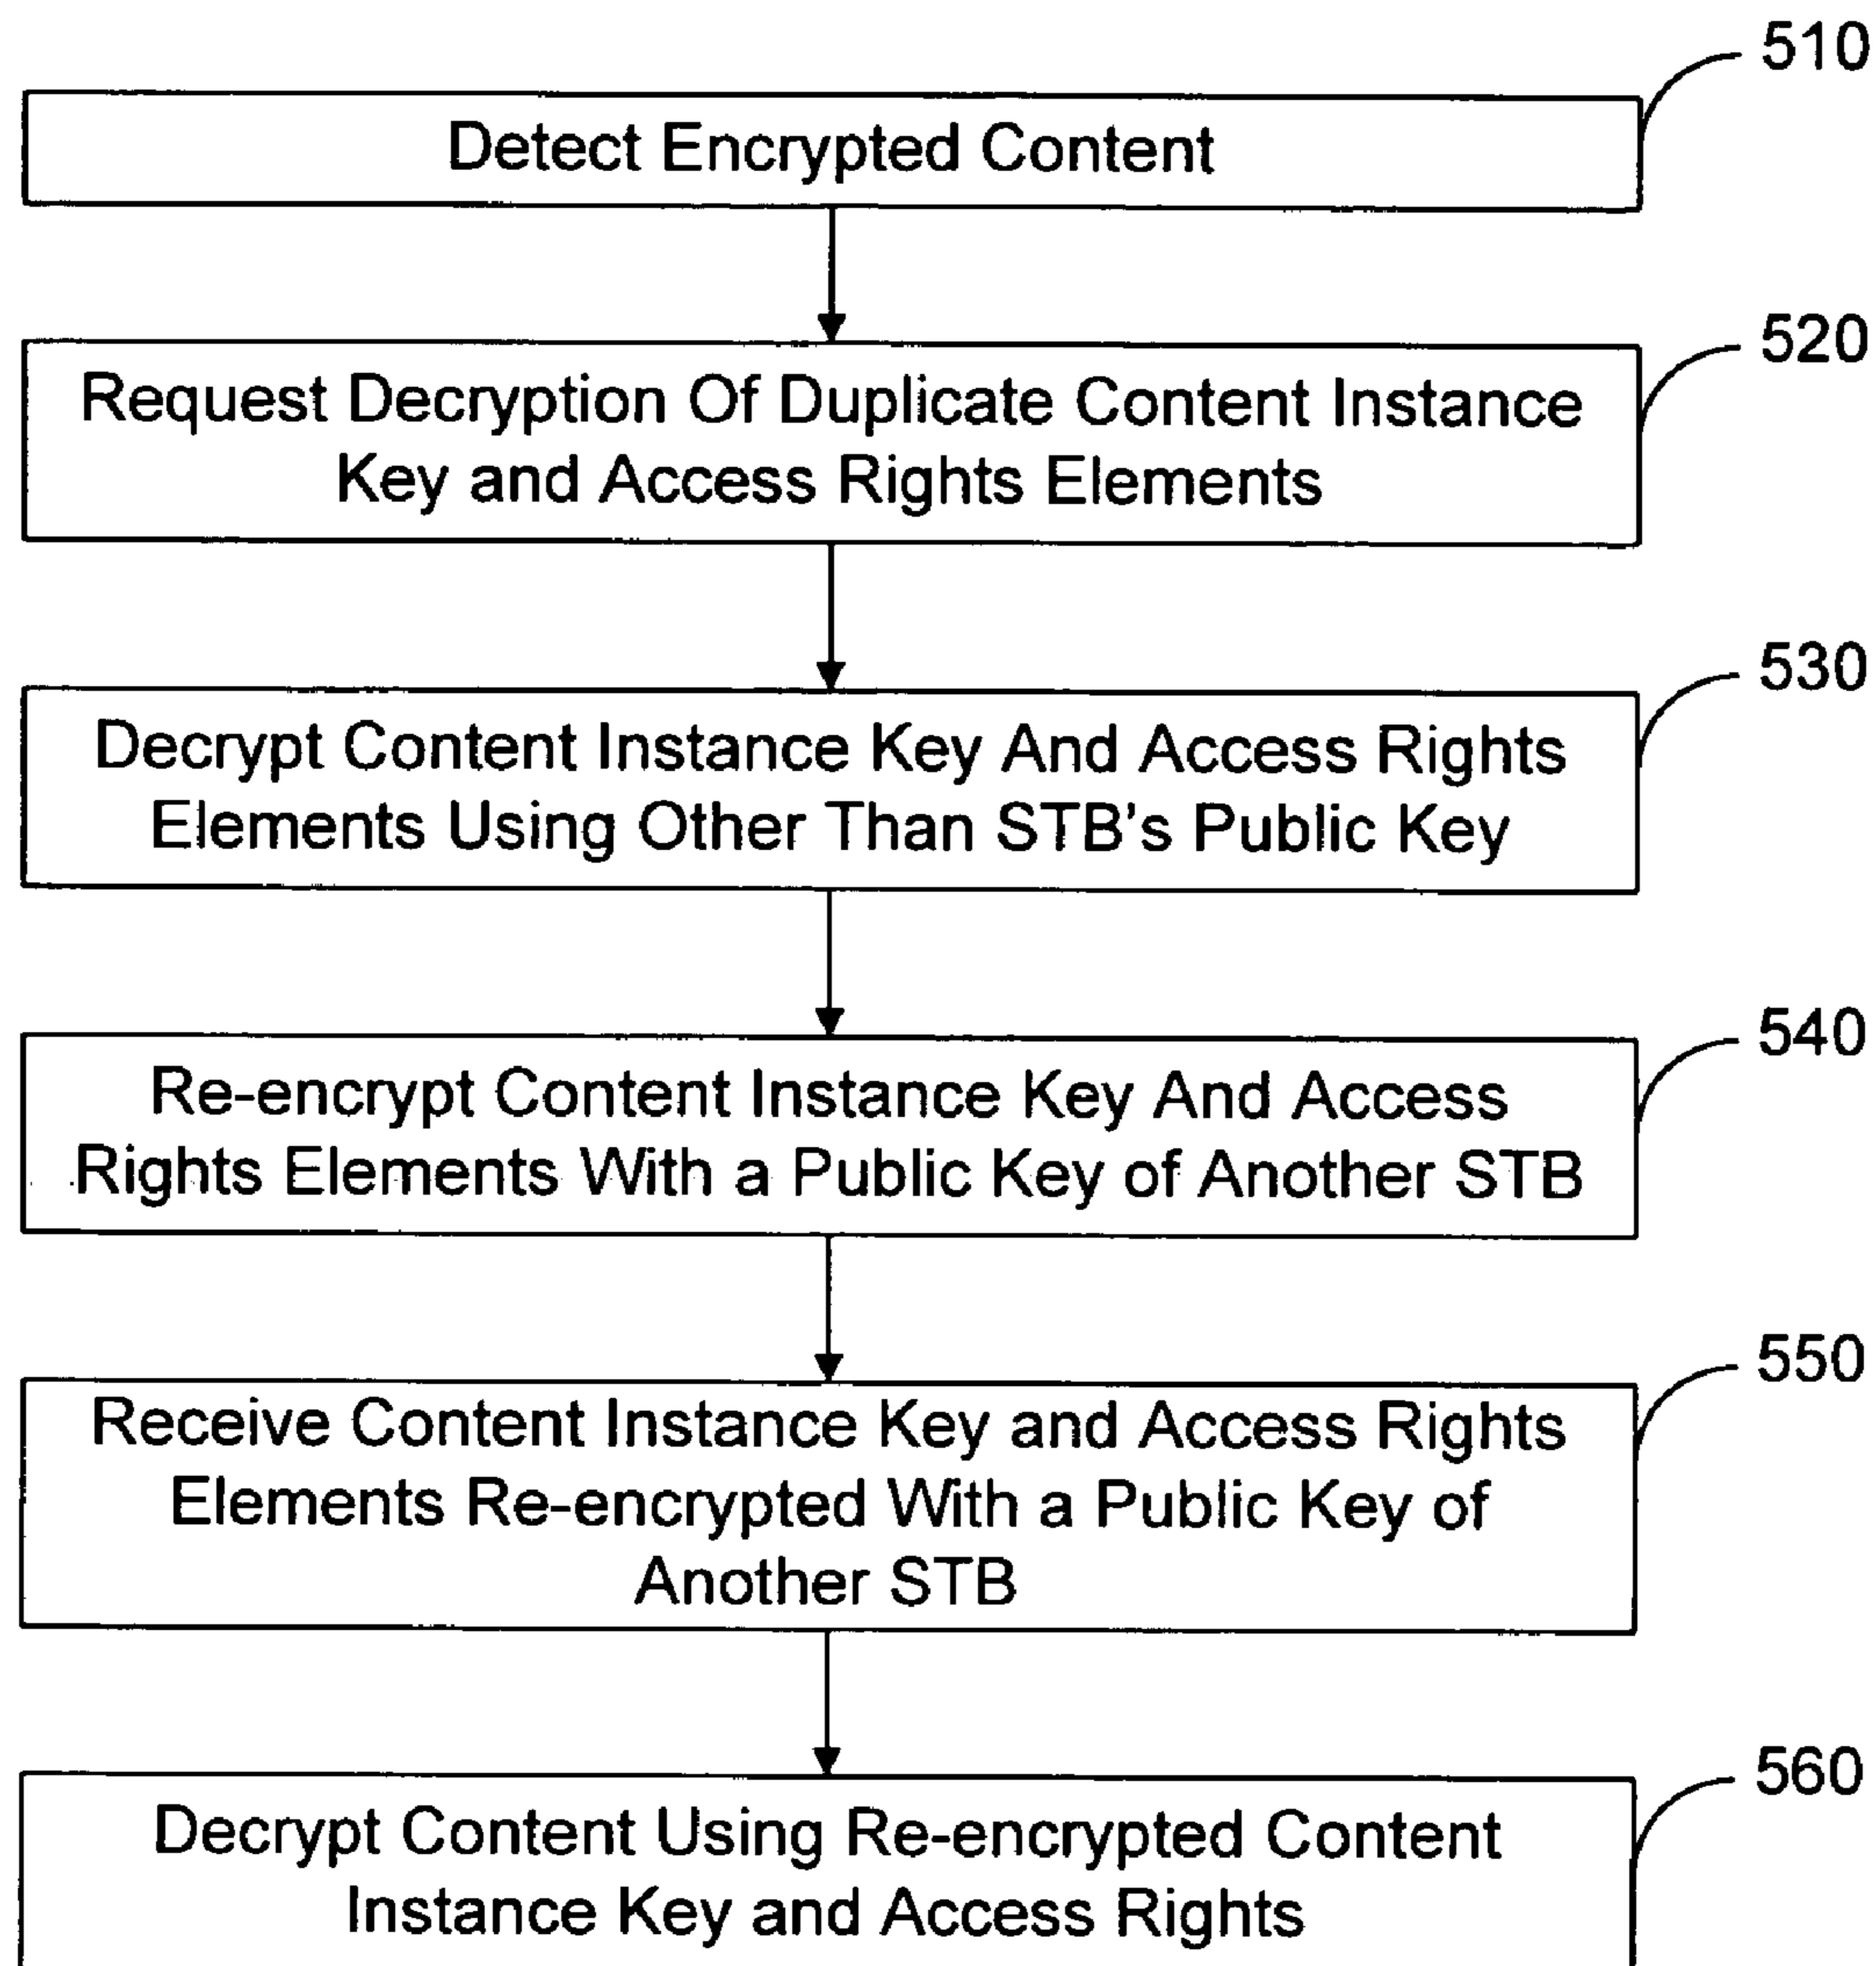 510
Detect Encrypted Content
520
Request Decryption Of Duplicate Content Instance
Key and Access Rights Elements
530
Decrypt Content Instance Key And Access Rights
Elements Using Other Than STB's Public Key
540
Re-encrypt Content Instance Key And Access
Rights Elements With a Public Key of Another STB
550
Receive Content Instance Key and Access Rights
Elements Re-encrypted With a Public Key of
Another STB
560
Decrypt Content Using Re-encrypted Content
Instance Key and Access Rights